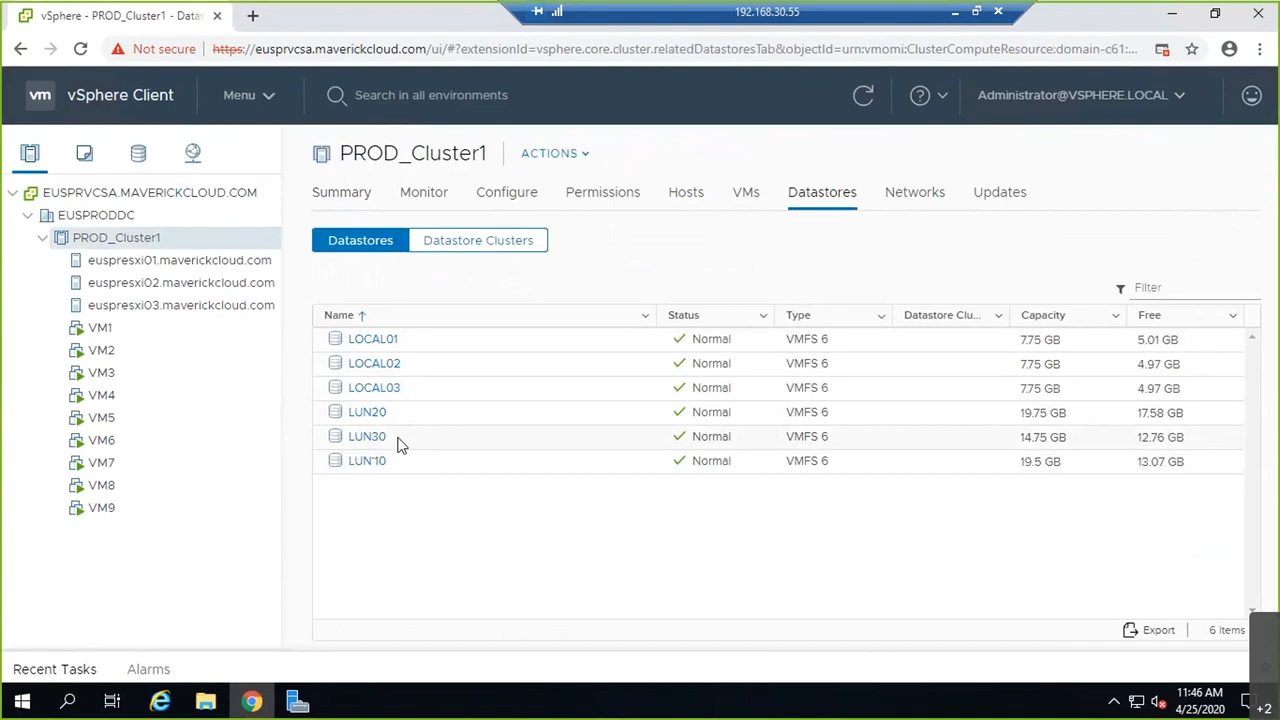 vSphere - PROD_Cluster1 - Datas
192.168.30.55
Not secure
https://eusprvcsa.maverickcloud.com/ui/#?extensionId=vsphere.core.cluster.relatedDatastoresTab&objectId=urn:vmomi:ClusterComputeResource:domain-c61:...
vm vSphere Client Menu Search in all environments Administrator@VSPHERE.LOCAL
PROD_Cluster1 ACTIONS
Summary Monitor Configure Permissions Hosts VMs Datastores Networks Updates
EUSPRVCSA.MAVERICKCLOUD.COM
EUSPRODDC
PROD_Cluster1
euspresxi01.maverickcloud.com
euspresxi02.maverickcloud.com
euspresxi03.maverickcloud.com
VM1
VM2
VM3
VM4
VM5
VM6
VM7
VM8
VM9
Datastores Datastore Clusters
Filter
Name Status Type Datastore Clu... Capacity Free
LOCAL01 Normal VMFS 6 7.75 GB 5.01 GB
LOCAL02 Normal VMFS 6 7.75 GB 4.97 GB
LOCAL03 Normal VMFS 6 7.75 GB 4.97 GB
LUN20 Normal VMFS 6 19.75 GB 17.58 GB
LUN30 Normal VMFS 6 14.75 GB 12.76 GB
LUN`10 Normal VMFS 6 19.5 GB 13.07 GB
Export 6 items
Recent Tasks Alarms
11:46 AM
4/25/2020
+2